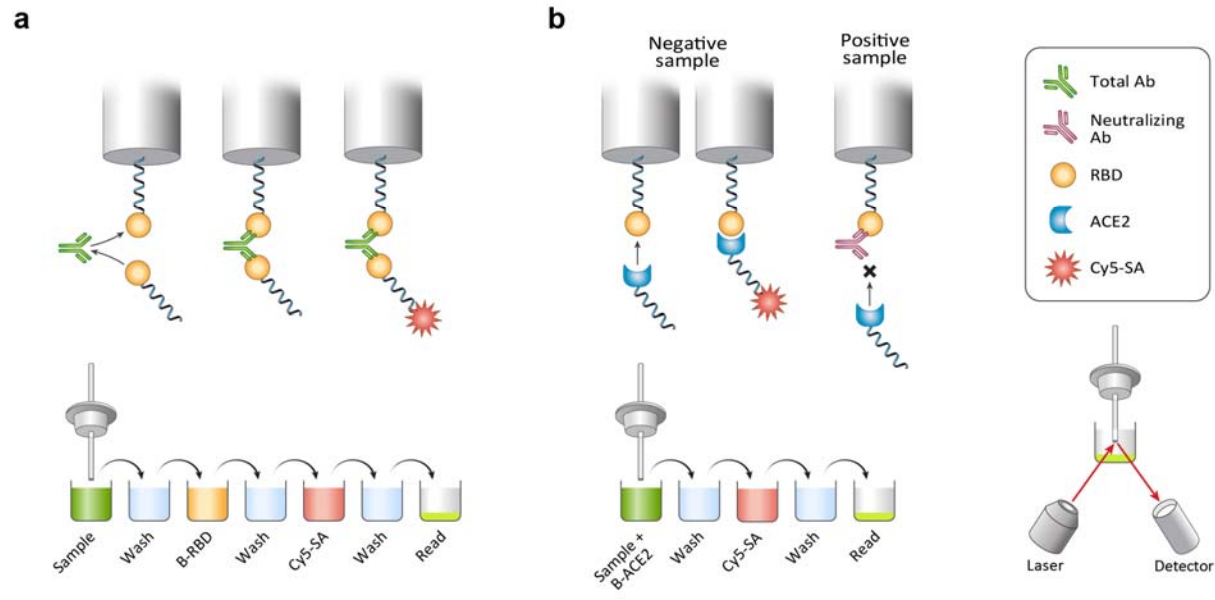 a
Sample
Wash
B-RBD
Wash
Cy5-SA
Wash
Read
b
Negative
sample
Positive
sample
Sample +
B-ACE2
Wash
Cy5-SA
Wash
Read
Total Ab
Neutralizing
Ab
RBD
ACE2
Cy5-SA
Laser
Detector